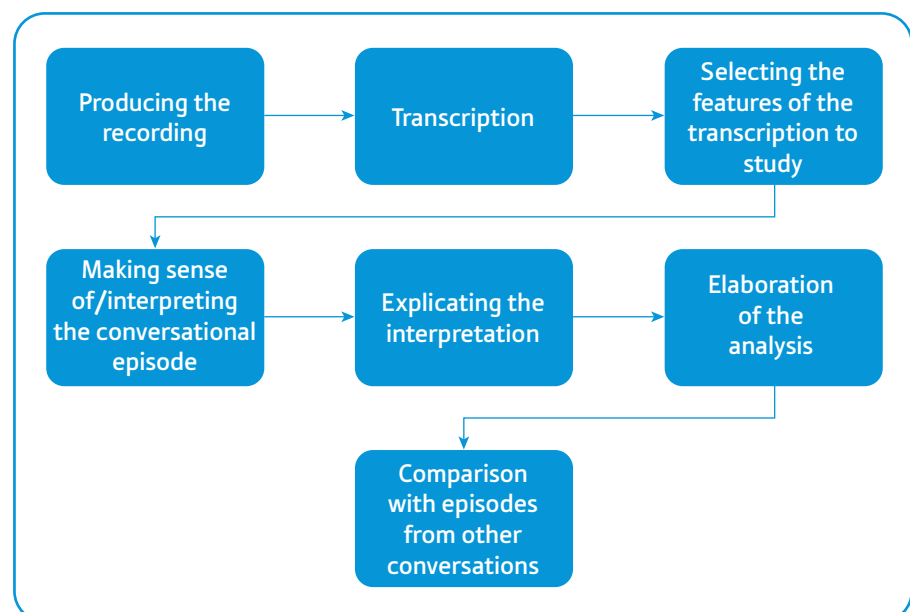 Producing the
recording
Transcription
Selecting the
features of the
transcription to
study
Making sense
of/interpreting
the conversational
episode
Explicating the
interpretation
Elaboration
of the
analysis
Comparison
with episodes
from other
conversations